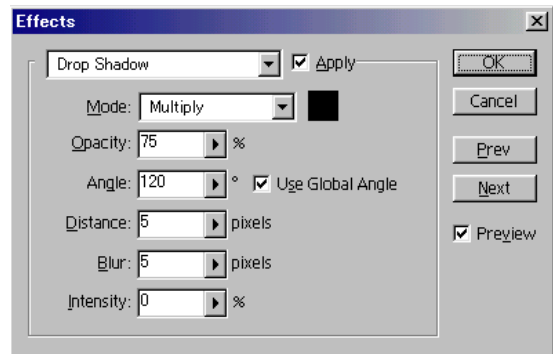 Effects
Drop Shadow
Apply
OK
Mode: Multiply
Cancel
Opacity: 75 %
Prev
Angle: 120 ° Use Global Angle
Next
Distance: 5 pixels
Preview
Blur: 5 pixels
Intensity: 0 %